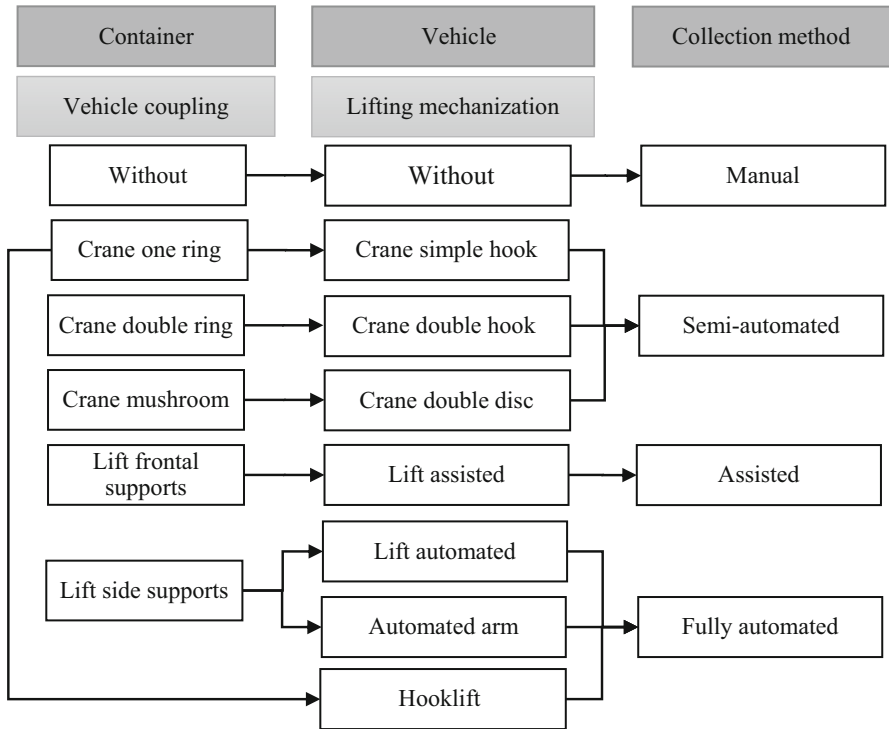 Container
Vehicle
Collection method
Vehicle coupling
Lifting mechanization
Without
Without
Manual
Crane one ring
Crane simple hook
Crane double ring
Crane double hook
Semi-automated
Crane mushroom
Crane double disc
Lift frontal
supports
Lift assisted
Assisted
Lift automated
Lift side supports
Automated arm
Fully automated
Hooklift